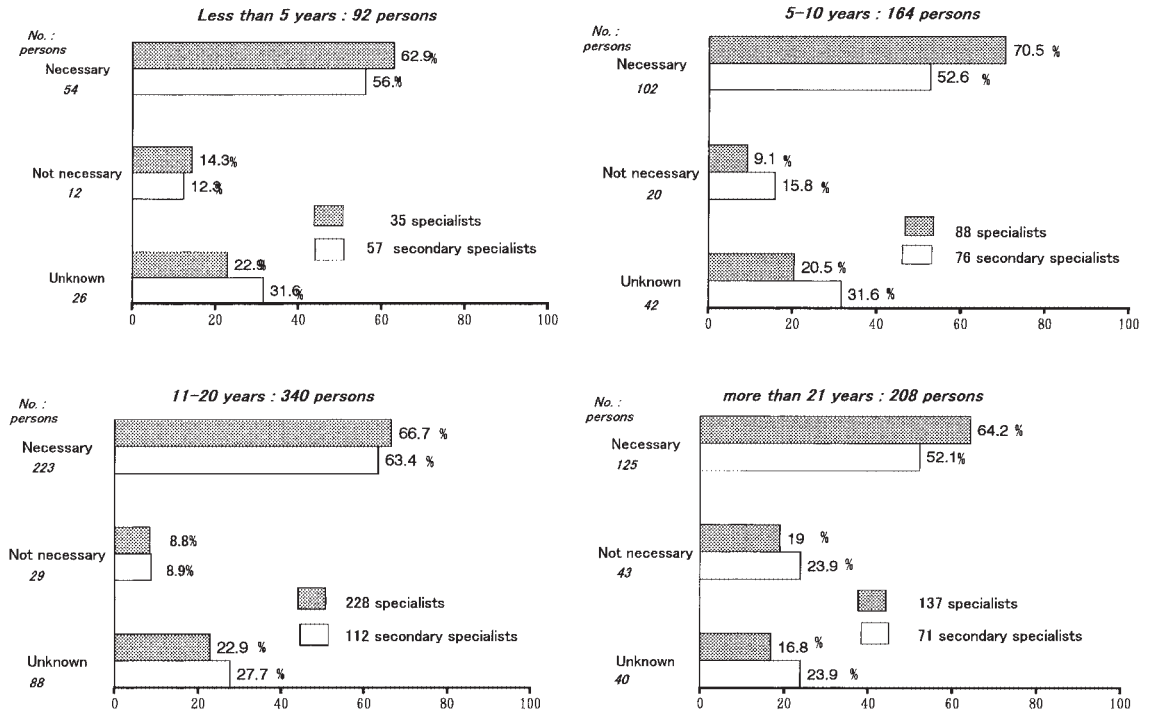 Less than 5 years : 92 persons
No. :
persons
Necessary
54
62.9%
56.%
Not necessary
12
14.3%
12.3%
35 specialists
57 secondary specialists
Unknown
26
22.9%
31.6%
0 20 40 60 80 100
5-10 years : 164 persons
No. :
persons
Necessary
102
70.5 %
52.6 %
Not necessary
20
9.1 %
15.8 %
88 specialists
76 secondary specialists
Unknown
42
20.5 %
31.6 %
0 20 40 60 80 100
11-20 years : 340 persons
No. :
persons
Necessary
223
66.7 %
63.4 %
Not necessary
29
8.8%
8.9%
228 specialists
112 secondary specialists
Unknown
88
22.9 %
27.7 %
0 20 40 60 80 100
more than 21 years : 208 persons
No. :
persons
Necessary
125
64.2 %
52.1%
Not necessary
43
19 %
23.9 %
137 specialists
71 secondary specialists
Unknown
40
16.8 %
23.9 %
0 20 40 60 80 100